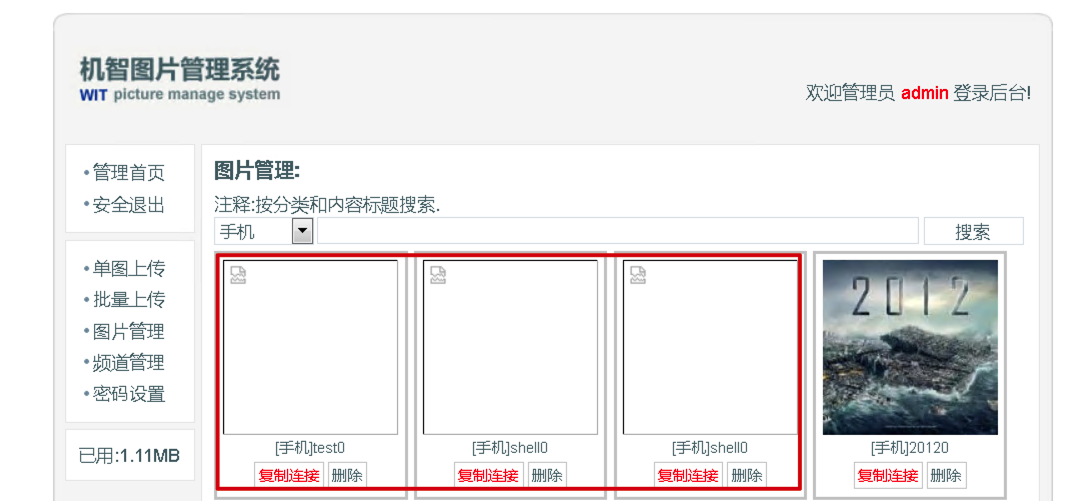 机智图片管理系统
WIT picture manage system
欢迎管理员 admin 登录后台!
•管理首页
•安全退出
•单图上传
•批量上传
•图片管理
•频道管理
•密码设置
已用:1.11MB
图片管理:
注释:按分类和内容标题搜索.
手机 搜索
2012
[手机]test0 [手机]shell0 [手机]shell0 [手机]20120
复制连接 删除 复制连接 删除 复制连接 删除 复制连接 删除